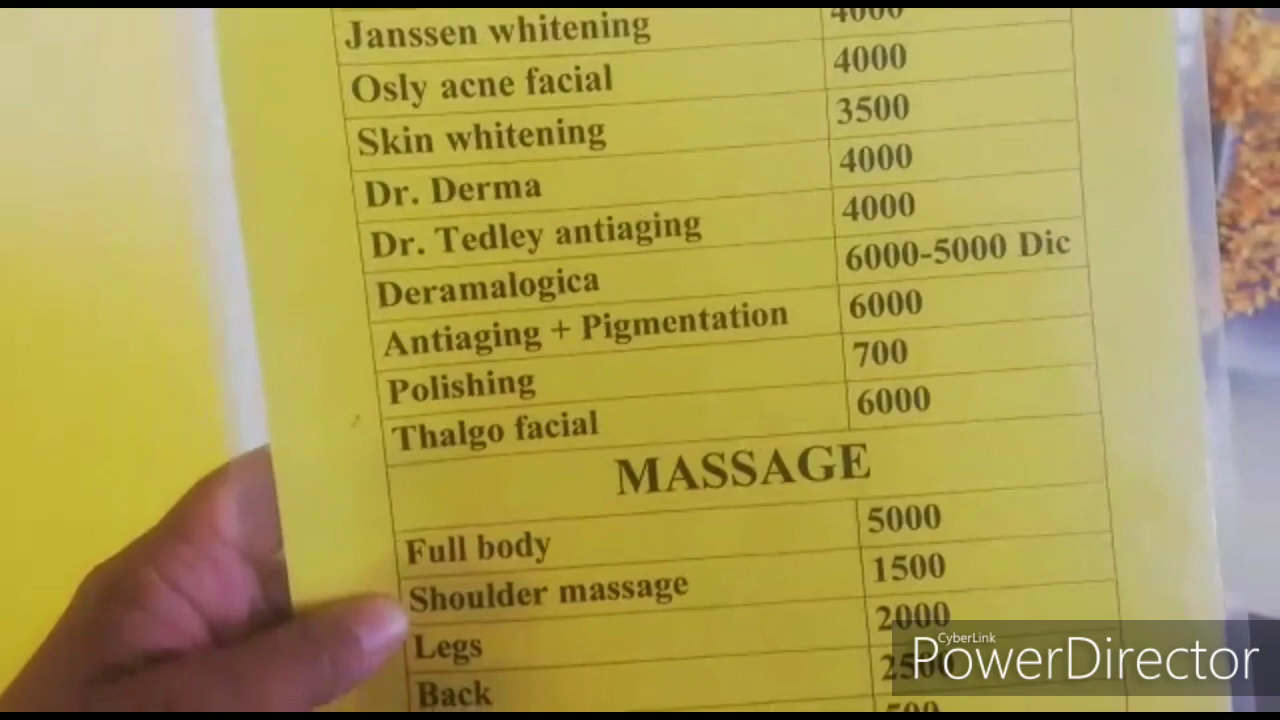 Janssen whitening 4000
Osly acne facial 4000
Skin whitening 3500
Dr. Derma 4000
Dr. Tedley antiaging 4000
Deramalogica 6000-5000 Dic
Antiaging + Pigmentation 6000
Polishing 700
Thalgo facial 6000
MASSAGE
Full body 5000
Shoulder massage 1500
Legs 2000
Back 2500
CyberLink
PowerDirector